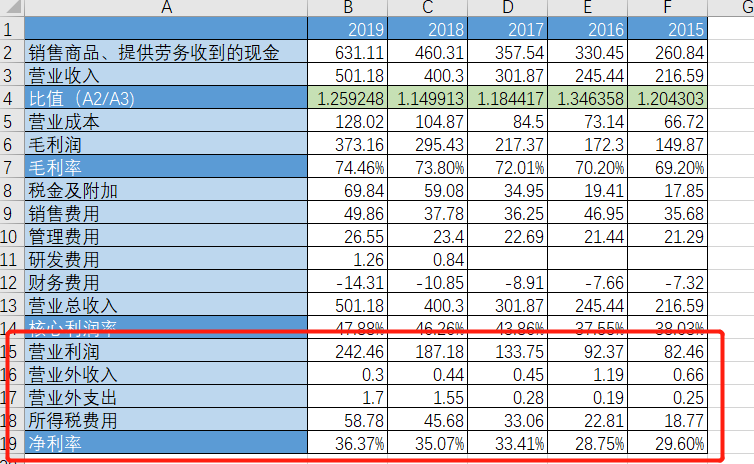 A B C D E F G
1 2019 2018 2017 2016 2015
2 销售商品、提供劳务收到的现金 631.11 460.31 357.54 330.45 260.84
3 营业收入 501.18 400.3 301.87 245.44 216.59
4 比值（A2/A3) 1.259248 1.149913 1.184417 1.346358 1.204303
5 营业成本 128.02 104.87 84.5 73.14 66.72
6 毛利润 373.16 295.43 217.37 172.3 149.87
7 毛利率 74.46% 73.80% 72.01% 70.20% 69.20%
8 税金及附加 69.84 59.08 34.95 19.41 17.85
9 销售费用 49.86 37.78 36.25 46.95 35.68
10 管理费用 26.55 23.4 22.69 21.44 21.29
11 研发费用 1.26 0.84
12 财务费用 -14.31 -10.85 -8.91 -7.66 -7.32
13 营业总收入 501.18 400.3 301.87 245.44 216.59
14 核心利润率 47.88% 46.26% 43.86% 37.55% 38.03%
15 营业利润 242.46 187.18 133.75 92.37 82.46
16 营业外收入 0.3 0.44 0.45 1.19 0.66
17 营业外支出 1.7 1.55 0.28 0.19 0.25
18 所得税费用 58.78 45.68 33.06 22.81 18.77
19 净利率 36.37% 35.07% 33.41% 28.75% 29.60%